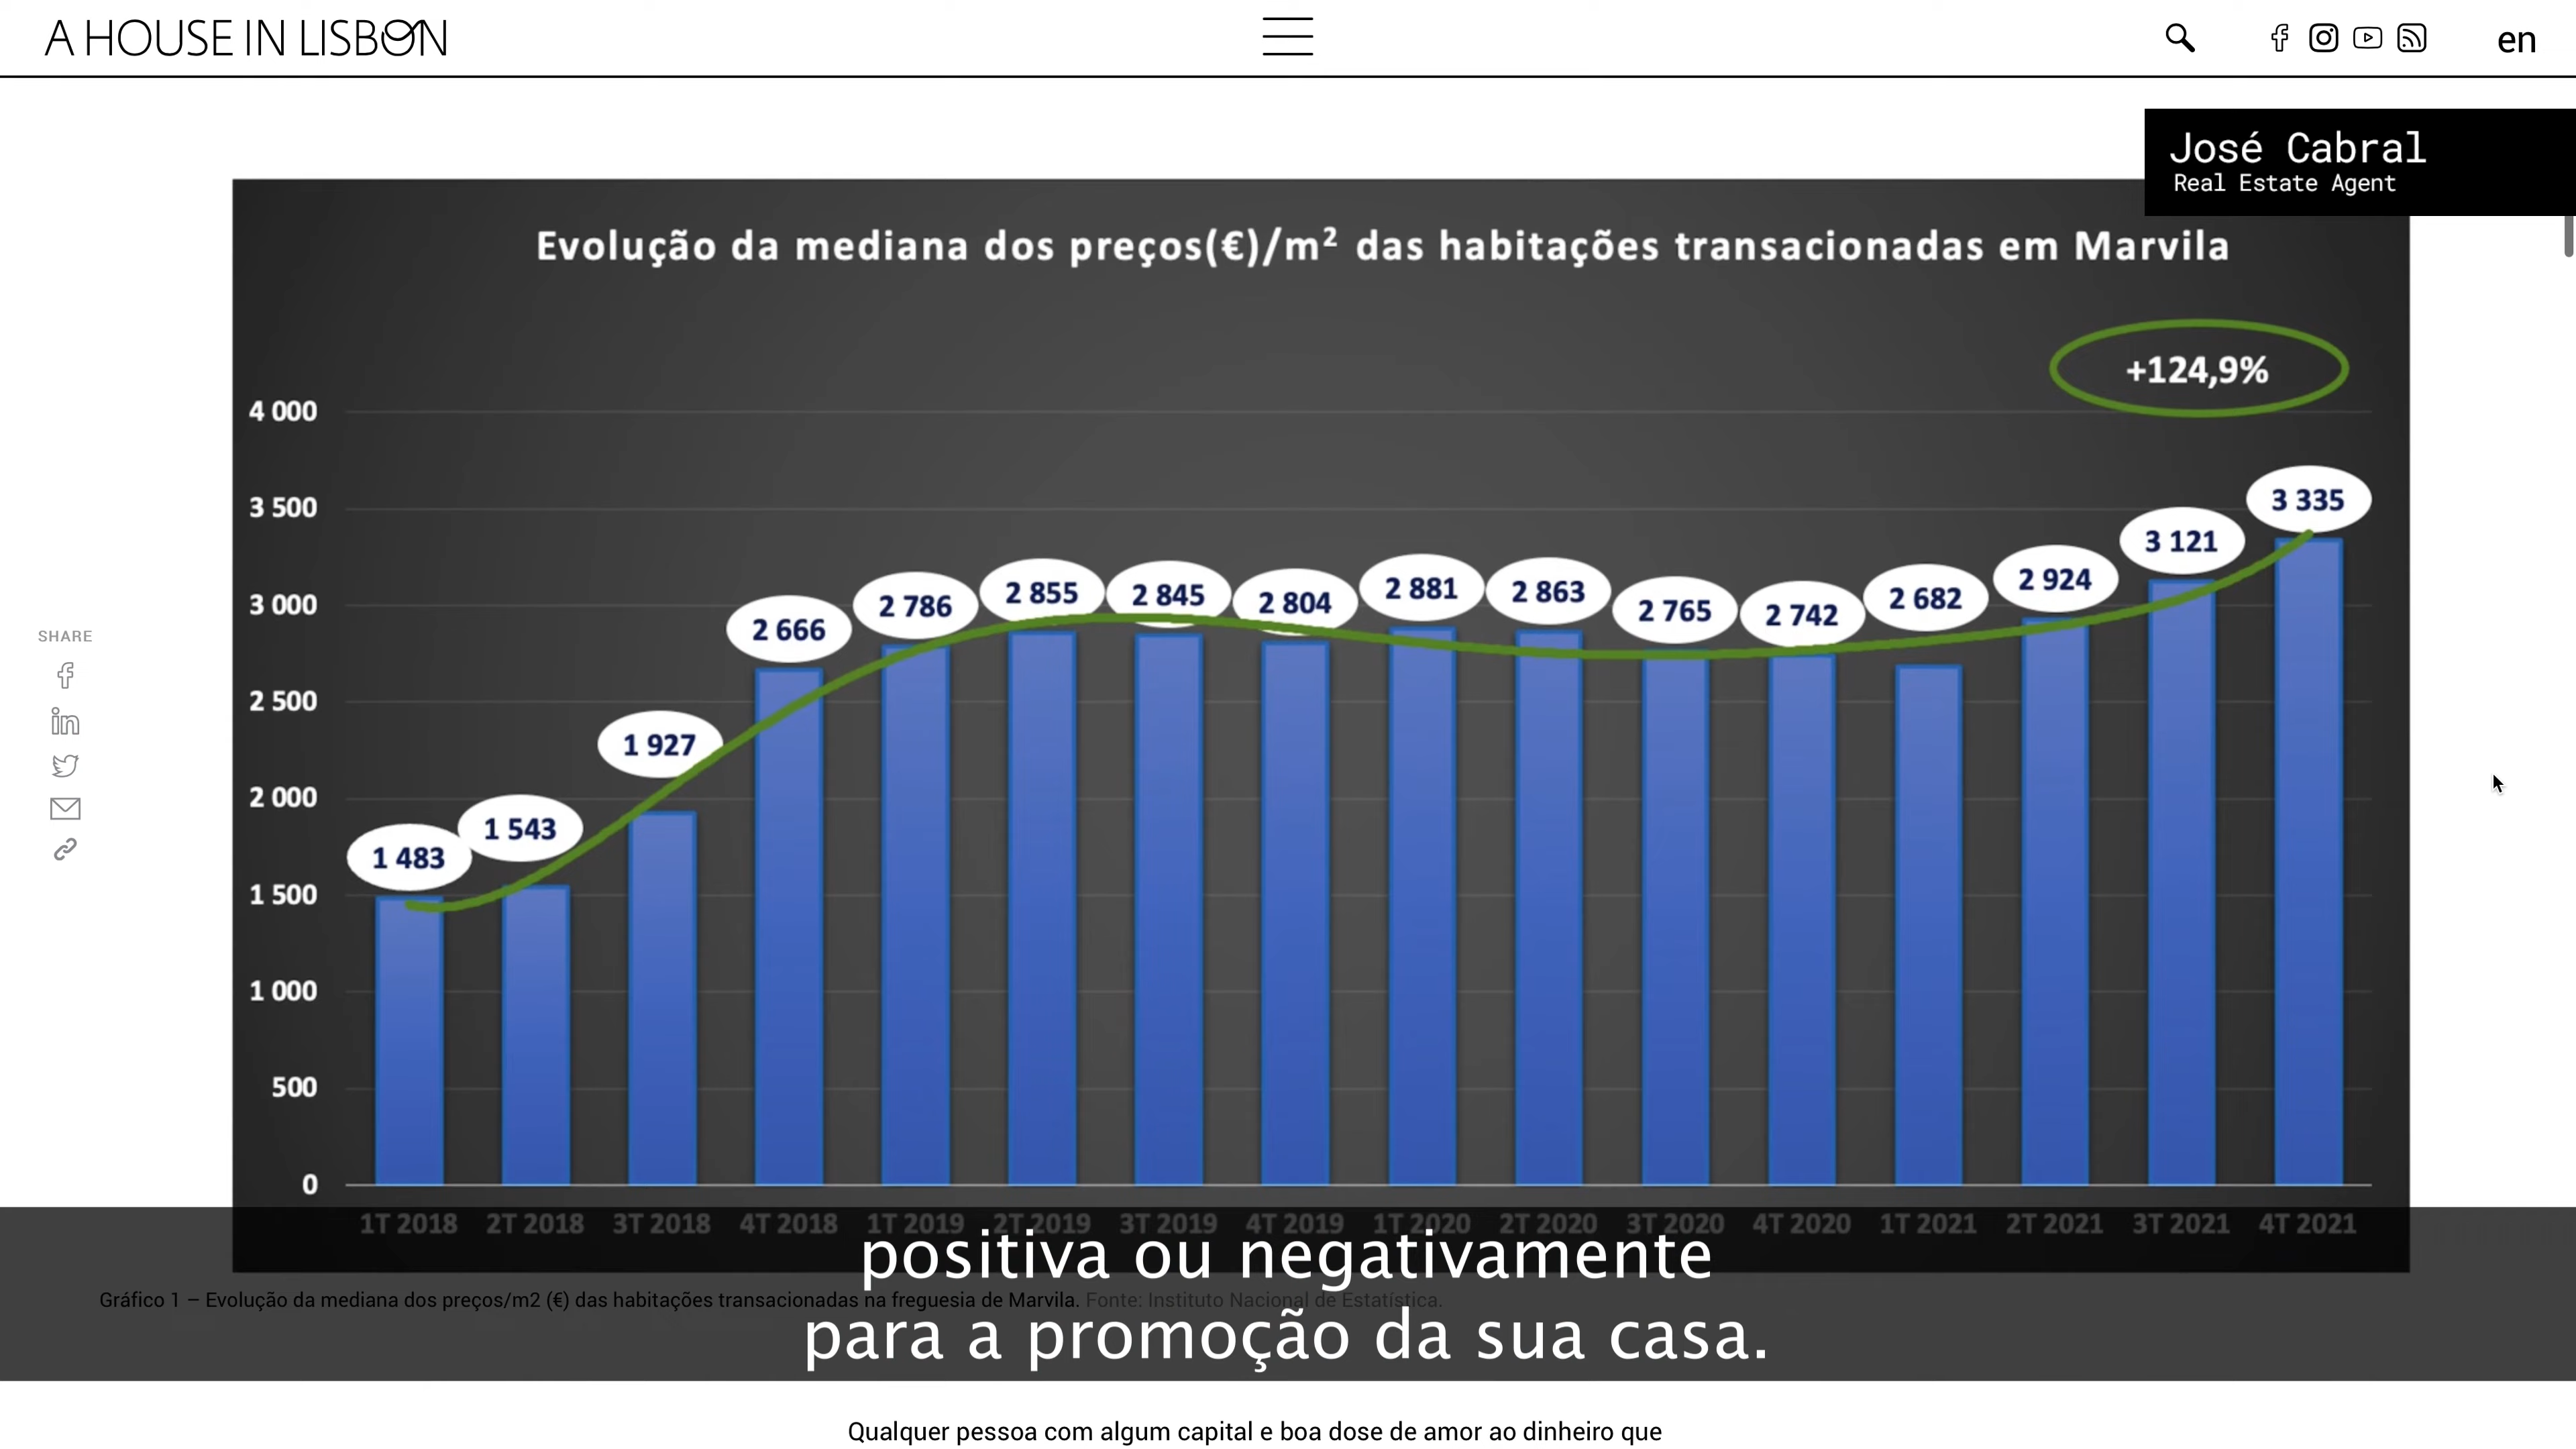 A HOUSE IN LISBON
en
José Cabral
Real Estate Agent
Evolução da mediana dos preços(€)/m² das habitações transacionadas em Marvila
+124,9%
4 000
3 500
3 000
2 500
2 000
1 500
1 000
500
0
1 483
1 543
1 927
2 666
2 786
2 855
2 845
2 804
2 881
2 863
2 765
2 742
2 682
2 924
3 121
3 335
SHARE
1T 2018 2T 2018 3T 2018 4T 2018 1T 2019 2T 2019 3T 2019 4T 2019 1T 2020 2T 2020 3T 2020 4T 2020 1T 2021 2T 2021 3T 2021 4T 2021
positiva ou negativamente
Gráfico 1 – Evolução da mediana dos preços/m2 (€) das habitações transacionadas na freguesia de Marvila. Fonte: Instituto Nacional de Estatística.
para a promoção da sua casa.
Qualquer pessoa com algum capital e boa dose de amor ao dinheiro que